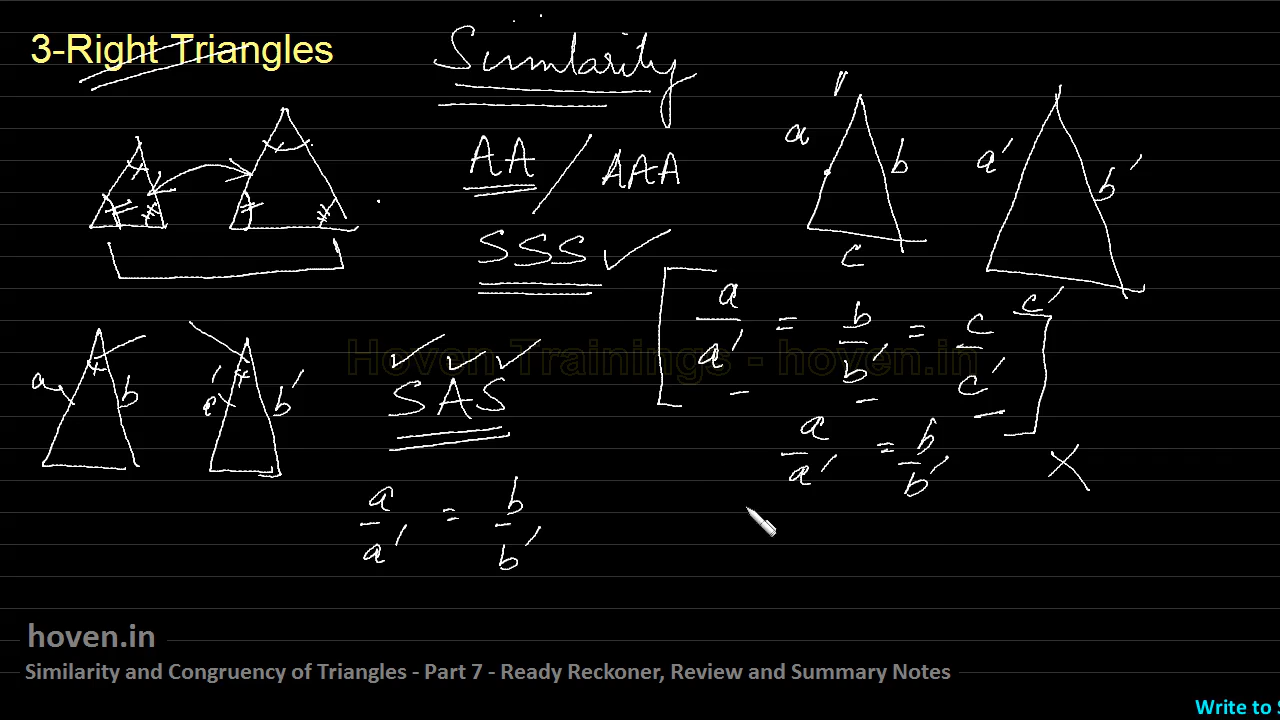 3-Right Triangles
Similarity
AA / AAA
SSS ✓
SAS
a b
a' b'
a/a' = b/b'
a b c
a' b' c'
a/a' = b/b' = c/c'
a/a' = b/b' X
Hoven Trainings - hoven.in
hoven.in
Similarity and Congruency of Triangles - Part 7 - Ready Reckoner, Review and Summary Notes
Write to S